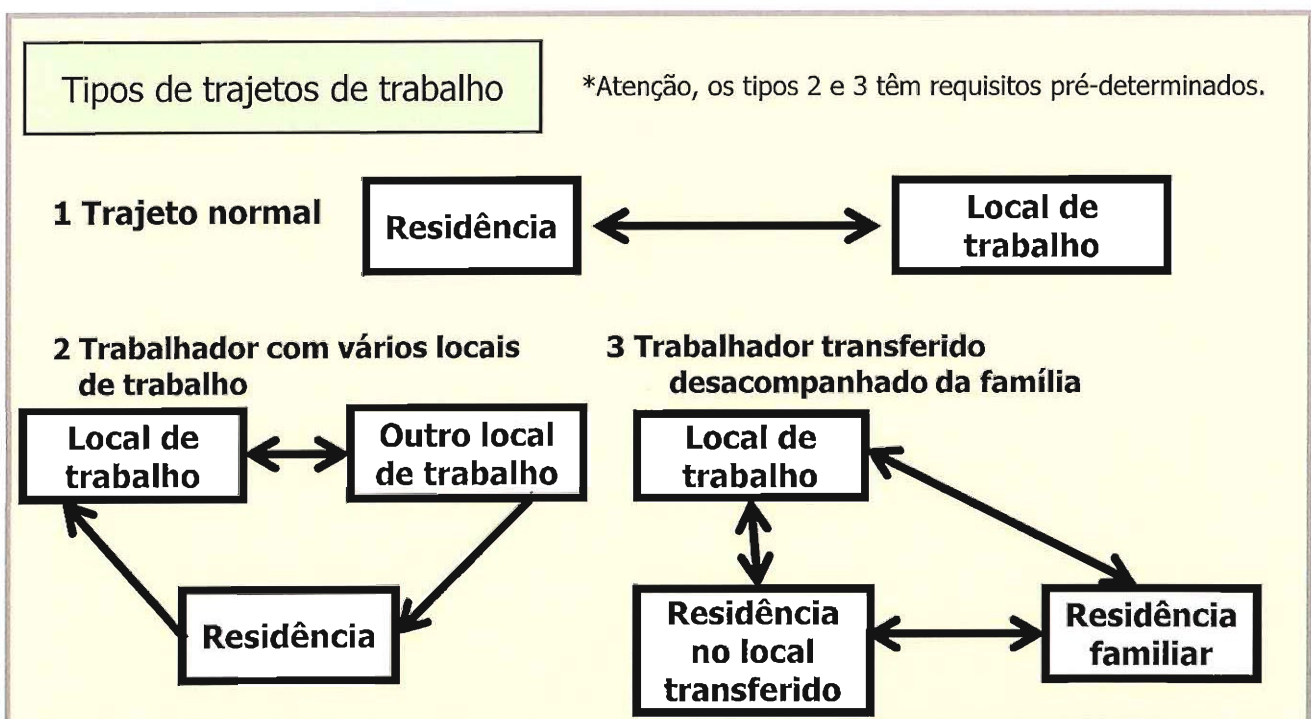 Tipos de trajetos de trabalho
*Atenção, os tipos 2 e 3 têm requisitos pré-determinados.
1 Trajeto normal
Residência
Local de
trabalho
2 Trabalhador com vários locais
de trabalho
Local de
trabalho
Outro local
de trabalho
Residência
3 Trabalhador transferido
desacompanhado da família
Local de
trabalho
Residência
no local
transferido
Residência
familiar